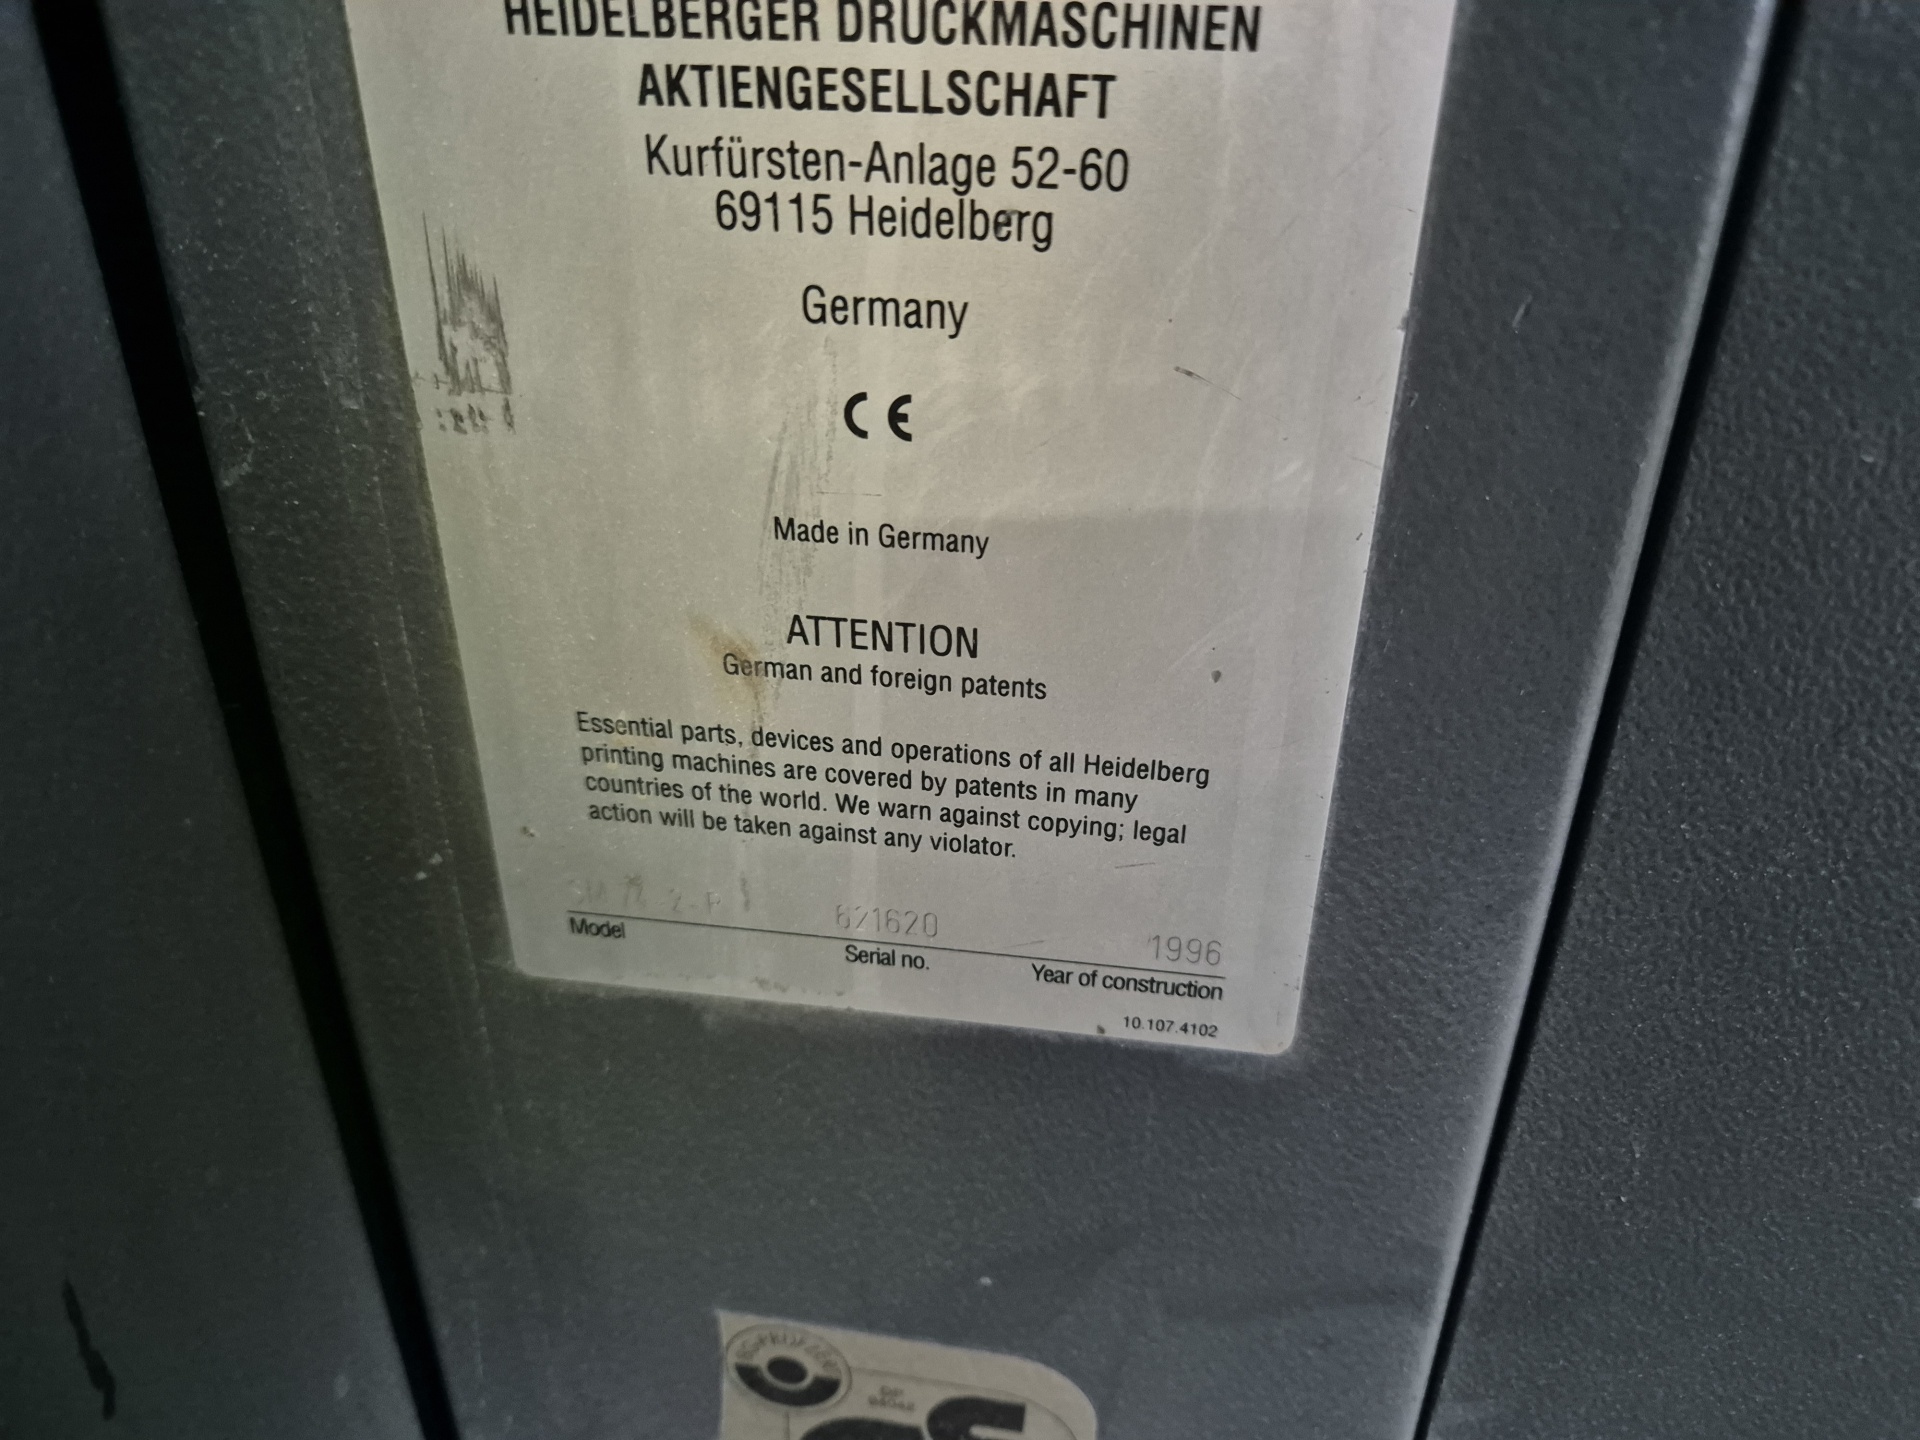 HEIDELBERGER DRUCKMASCHINEN
AKTIENGESELLSCHAFT
Kurfürsten-Anlage 52-60
69115 Heidelberg
Germany
CE
Made in Germany
ATTENTION
German and foreign patents
Essential parts, devices and operations of all Heidelberg
printing machines are covered by patents in many
countries of the world. We warn against copying; legal
action will be taken against any violator.
621620 1996
Model Serial no. Year of construction
10.107.4102